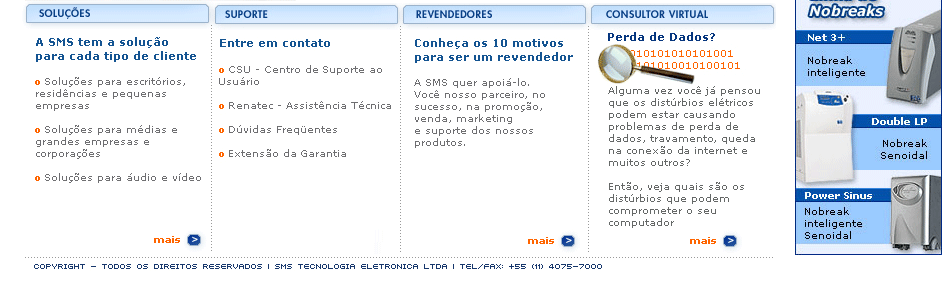 SOLUÇÕES
A SMS tem a solução
para cada tipo de cliente
Soluções para escritórios,
residências e pequenas
empresas
Soluções para médias e
grandes empresas e
corporações
Soluções para áudio e vídeo
mais
SUPORTE
Entre em contato
CSU - Centro de Suporte ao
Usuário
Renatec - Assistência Técnica
Dúvidas Freqüentes
Extensão da Garantia
REVENDEDORES
Conheça os 10 motivos
para ser um revendedor
A SMS quer apoiá-lo.
Você nosso parceiro, no
sucesso, na promoção,
venda, marketing
e suporte dos nossos
produtos.
mais
CONSULTOR VIRTUAL
Perda de Dados?
010101010101001
101010010100101
Alguma vez você já pensou
que os distúrbios elétricos
podem estar causando
problemas de perda de
dados, travamento, queda
na conexão da internet e
muitos outros?
Então, veja quais são os
distúrbios que podem
comprometer o seu
computador
mais
Nobreaks
Net 3+
Nobreak
inteligente
Double LP
Nobreak
Senoidal
Power Sinus
Nobreak
inteligente
Senoidal
COPYRIGHT - TODOS OS DIREITOS RESERVADOS | SMS TECNOLOGIA ELETRONICA LTDA | TEL/FAX: +55 (11) 4075-7000